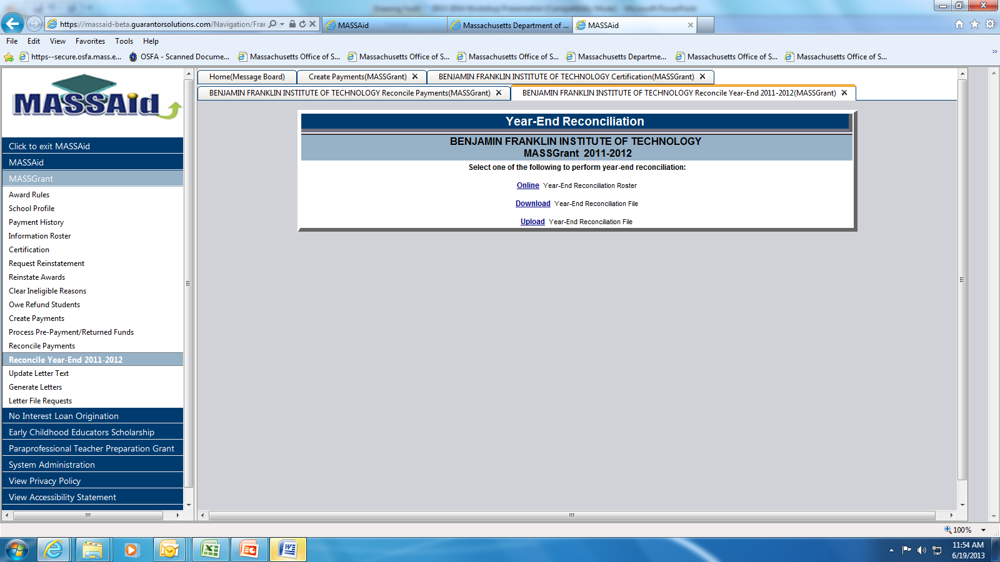 https://massaid-beta.guarantorsolutions.com/Navigation/Frar
MASSAid
Massachusetts Department of ...
MASSAid
File Edit View Favorites Tools Help
https--secure.osfa.mass.e...
OSFA - Scanned Docume...
Massachusetts Office of S...
Massachusetts Office of S...
Massachusetts Office of S...
Massachusetts Departme...
Massachusetts Office of S...
Massachusetts Office of S...
MASSAid
Click to exit MASSAid
MASSAid
MASSGrant
Award Rules
School Profile
Payment History
Information Roster
Certification
Request Reinstatement
Reinstate Awards
Clear Ineligible Reasons
Owe Refund Students
Create Payments
Process Pre-Payment/Returned Funds
Reconcile Payments
Reconcile Year-End 2011-2012
Update Letter Text
Generate Letters
Letter File Requests
No Interest Loan Origination
Early Childhood Educators Scholarship
Paraprofessional Teacher Preparation Grant
System Administration
View Privacy Policy
View Accessibility Statement
Home(Message Board)
Create Payments(MASSGrant)
BENJAMIN FRANKLIN INSTITUTE OF TECHNOLOGY Certification(MASSGrant)
BENJAMIN FRANKLIN INSTITUTE OF TECHNOLOGY Reconcile Payments(MASSGrant)
BENJAMIN FRANKLIN INSTITUTE OF TECHNOLOGY Reconcile Year-End 2011-2012(MASSGrant)
Year-End Reconciliation
BENJAMIN FRANKLIN INSTITUTE OF TECHNOLOGY
MASSGrant 2011-2012
Select one of the following to perform year-end reconciliation:
Online Year-End Reconciliation Roster
Download Year-End Reconciliation File
Upload Year-End Reconciliation File
100%
11:54 AM
6/19/2013